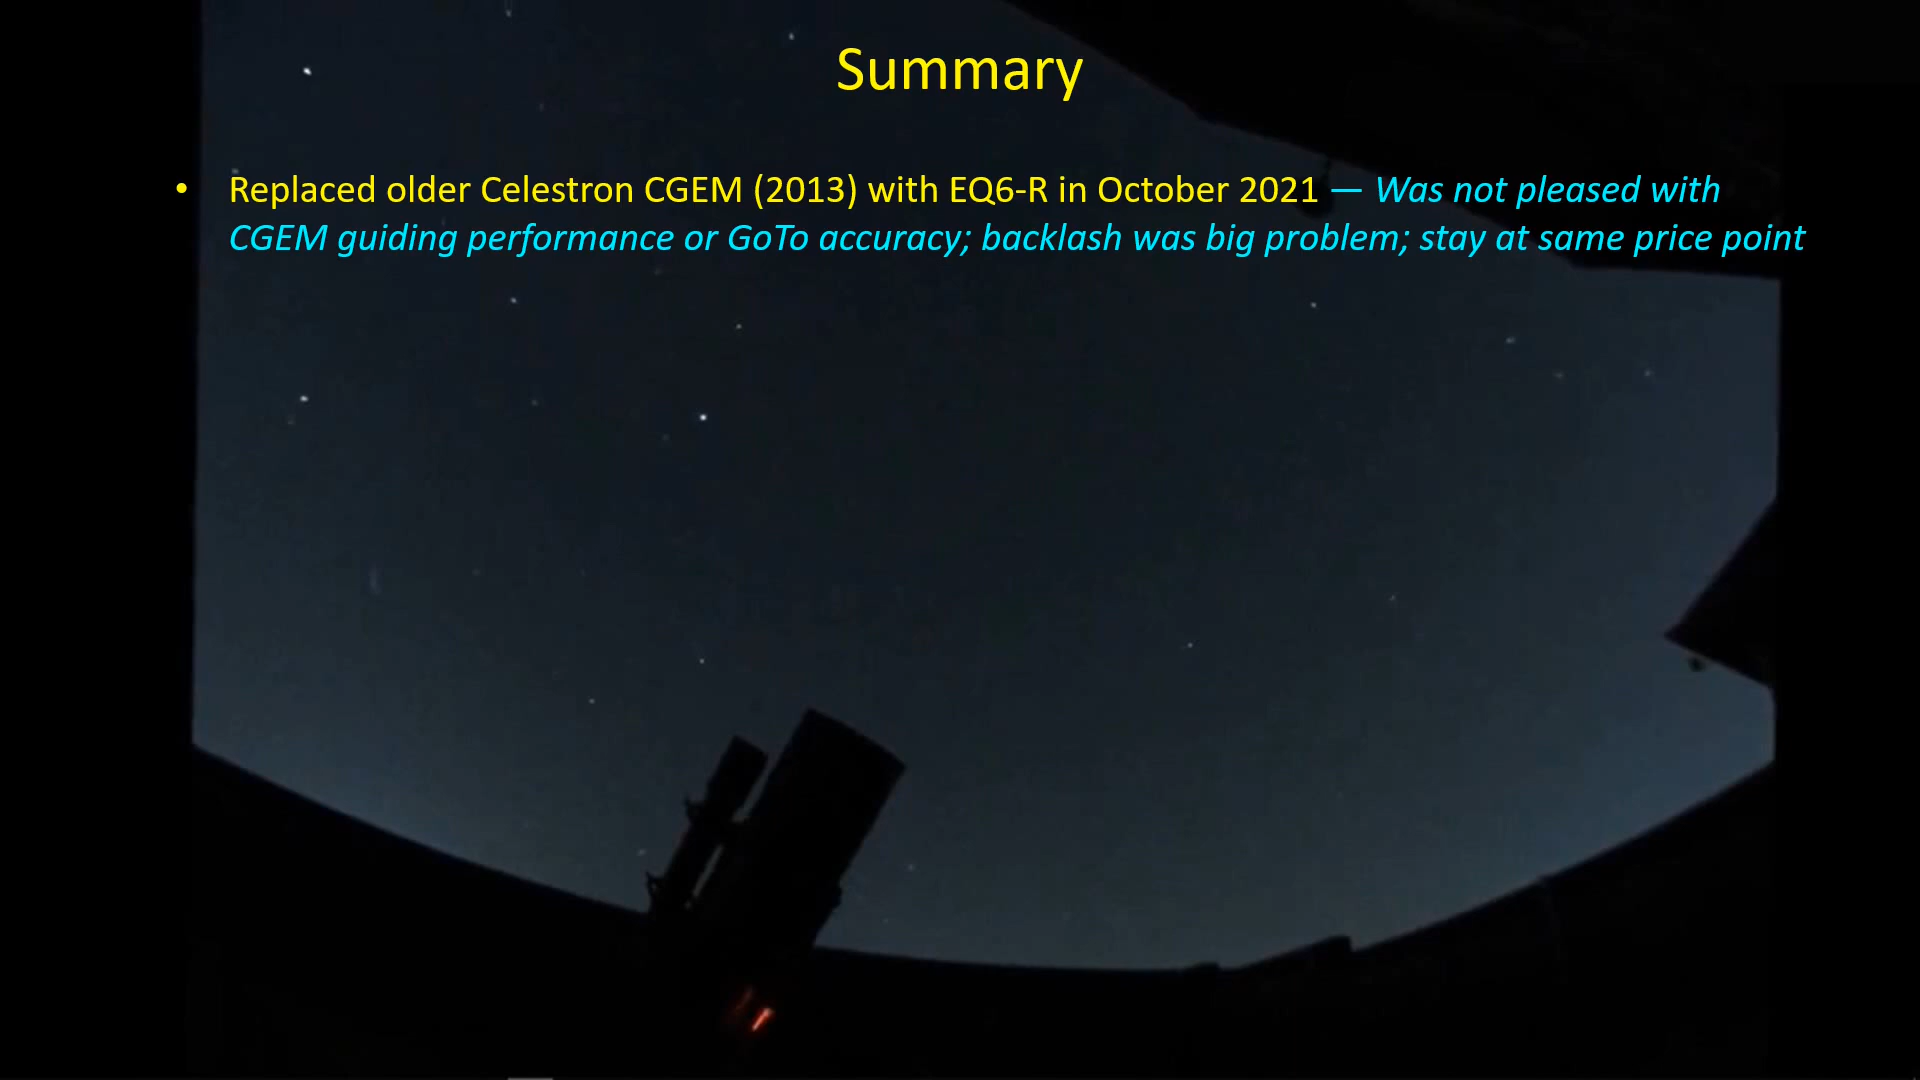 Summary
• Replaced older Celestron CGEM (2013) with EQ6-R in October 2021 — Was not pleased with
CGEM guiding performance or GoTo accuracy; backlash was big problem; stay at same price point